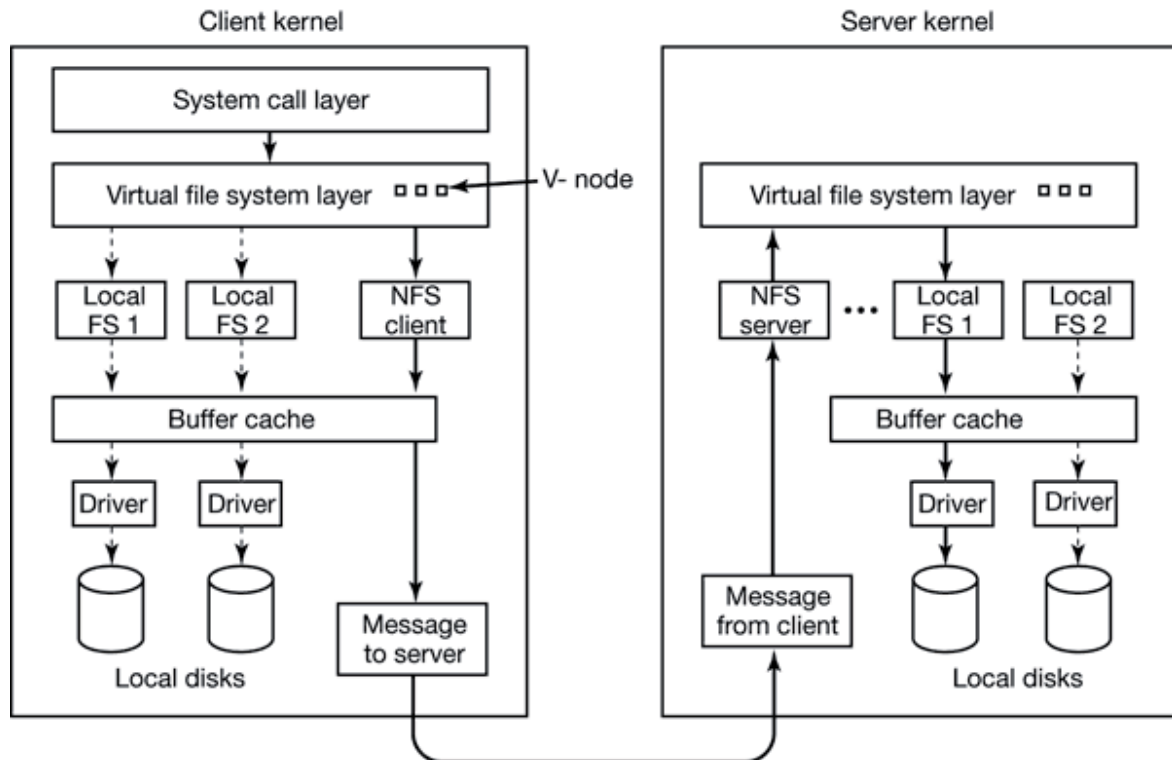 Client kernel
Server kernel
System call layer
Virtual file system layer
V- node
Virtual file system layer
Local
FS 1
Local
FS 2
NFS
client
NFS
server
Local
FS 1
Local
FS 2
Buffer cache
Buffer cache
Driver
Driver
Driver
Driver
Message
to server
Message
from client
Local disks
Local disks